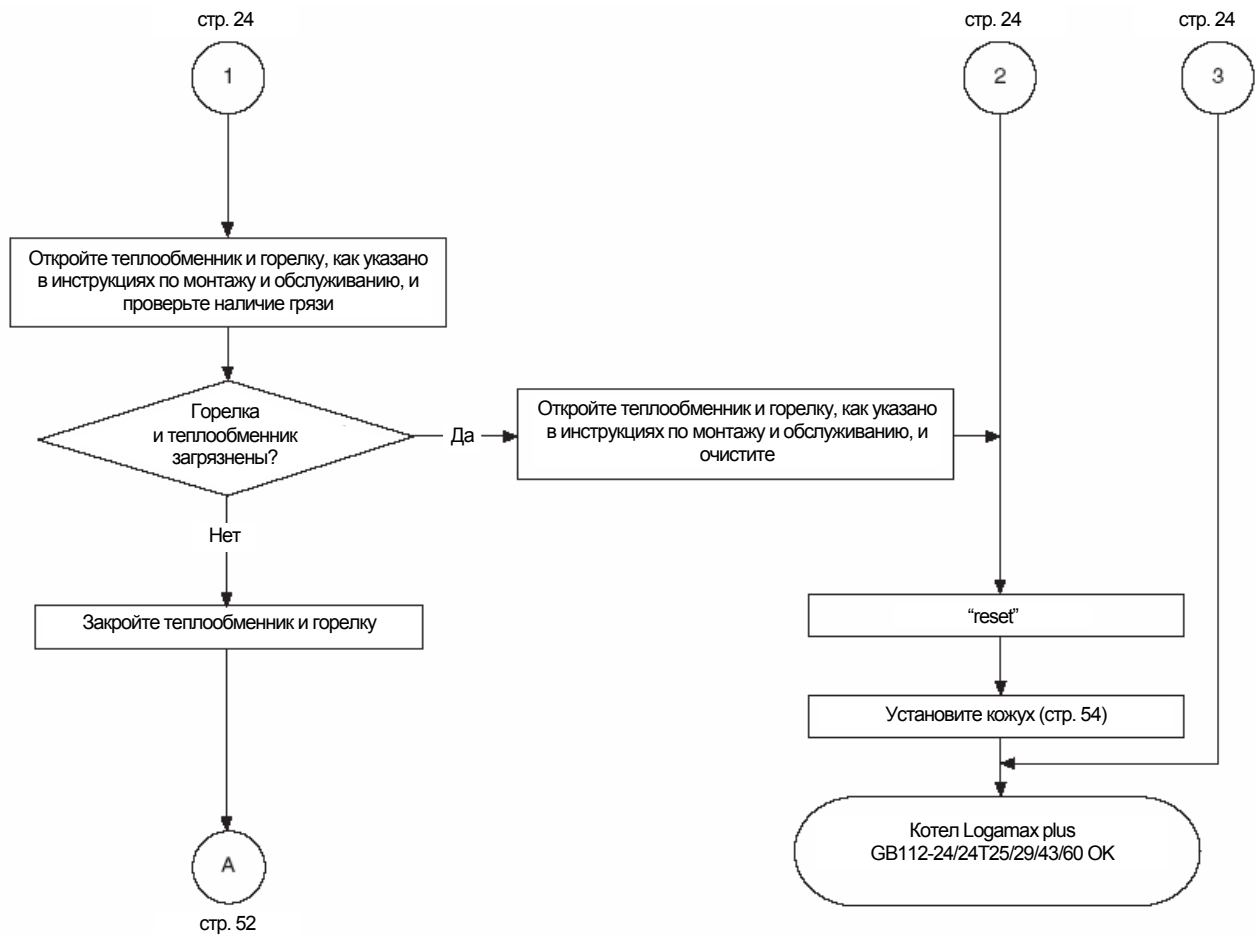 стр. 24
стр. 24
стр. 24
1
2
3
Откройте теплообменник и горелку, как указано
в инструкциях по монтажу и обслуживанию, и
проверьте наличие грязи
Горелка
и теплообменник
загрязнены?
Да
Откройте теплообменник и горелку, как указано
в инструкциях по монтажу и обслуживанию, и
очистите
Нет
Закройте теплообменник и горелку
“reset”
Установите кожух (стр. 54)
Котел Logamax plus
GB112-24/24T25/29/43/60 OK
A
стр. 52